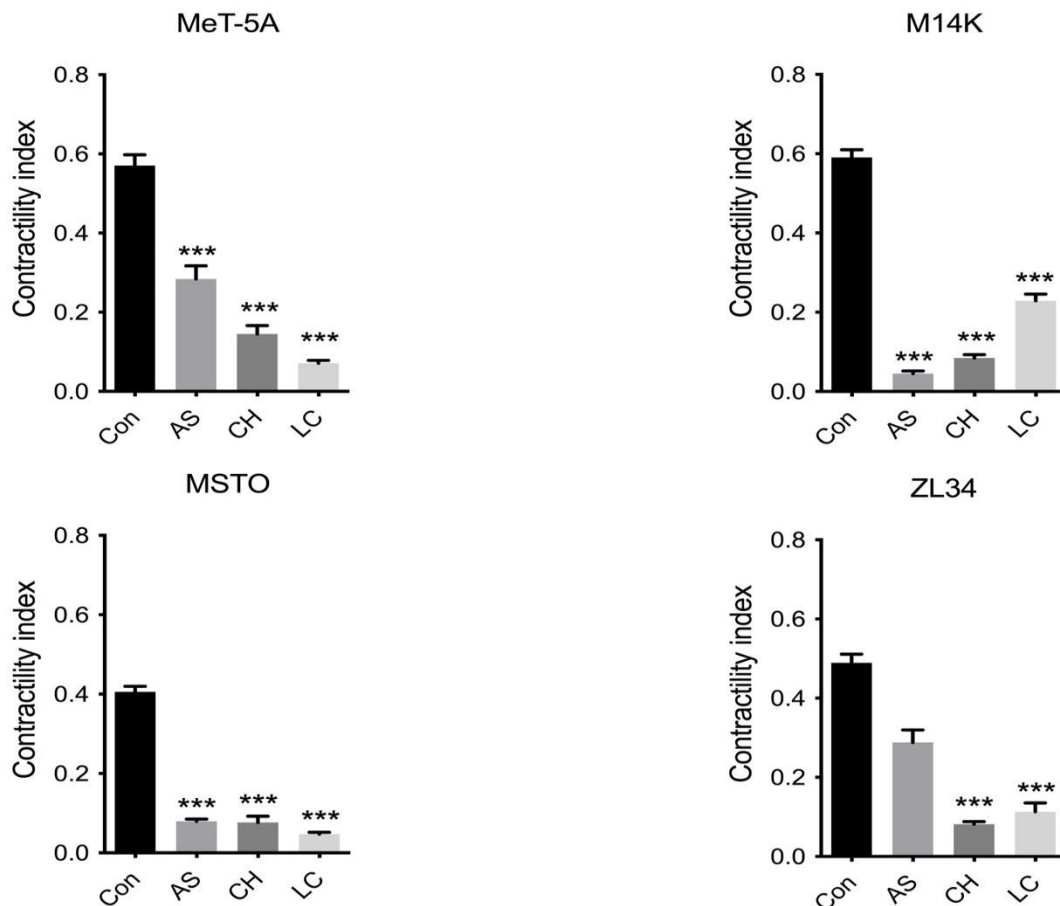 MeT-5A
Contractility index
0.8
0.6
0.4
0.2
0.0
***
***
***
Con
AS
CH
LC
M14K
Contractility index
0.8
0.6
0.4
0.2
0.0
***
***
***
Con
AS
CH
LC
MSTO
Contractility index
0.8
0.6
0.4
0.2
0.0
***
***
***
Con
AS
CH
LC
ZL34
Contractility index
0.8
0.6
0.4
0.2
0.0
***
***
Con
AS
CH
LC